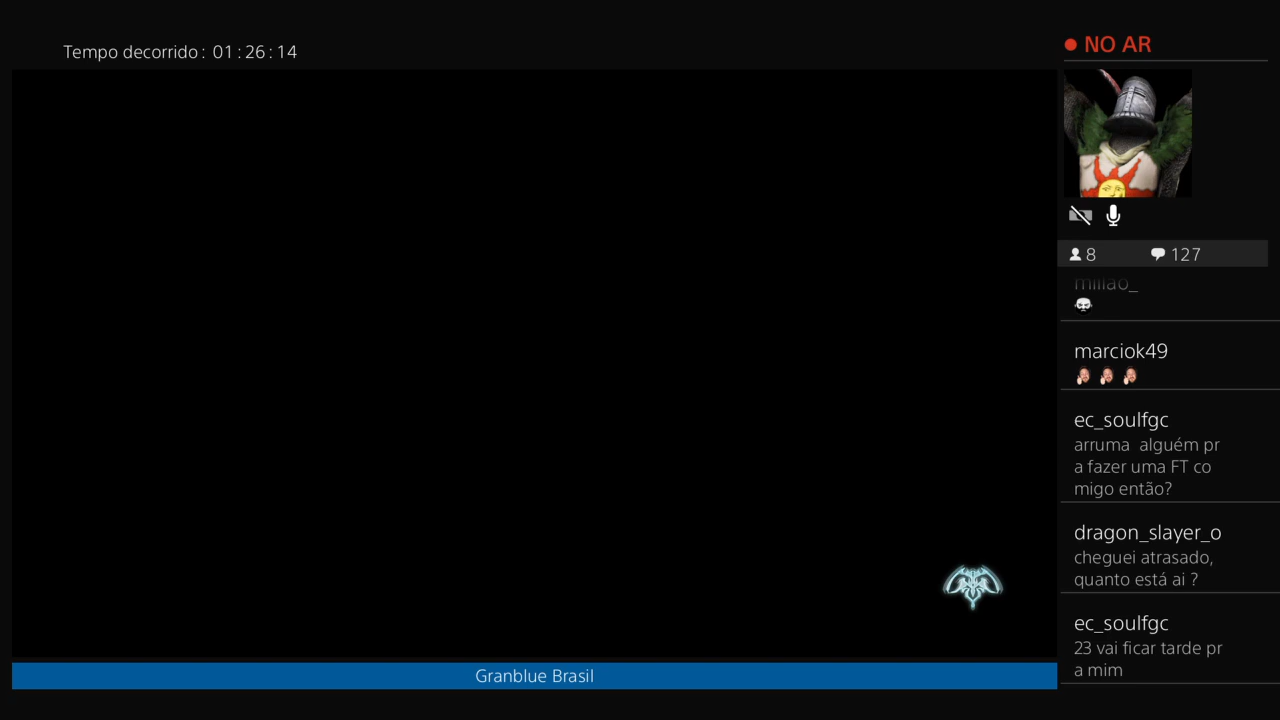 Tempo decorrido: 01:26:14
NO AR
8
127
millao_
marciok49
ec_soulfgc
arruma alguém pr
a fazer uma FT co
migo então?
dragon_slayer_o
cheguei atrasado,
quanto está ai ?
ec_soulfgc
23 vai ficar tarde pr
a mim
Granblue Brasil